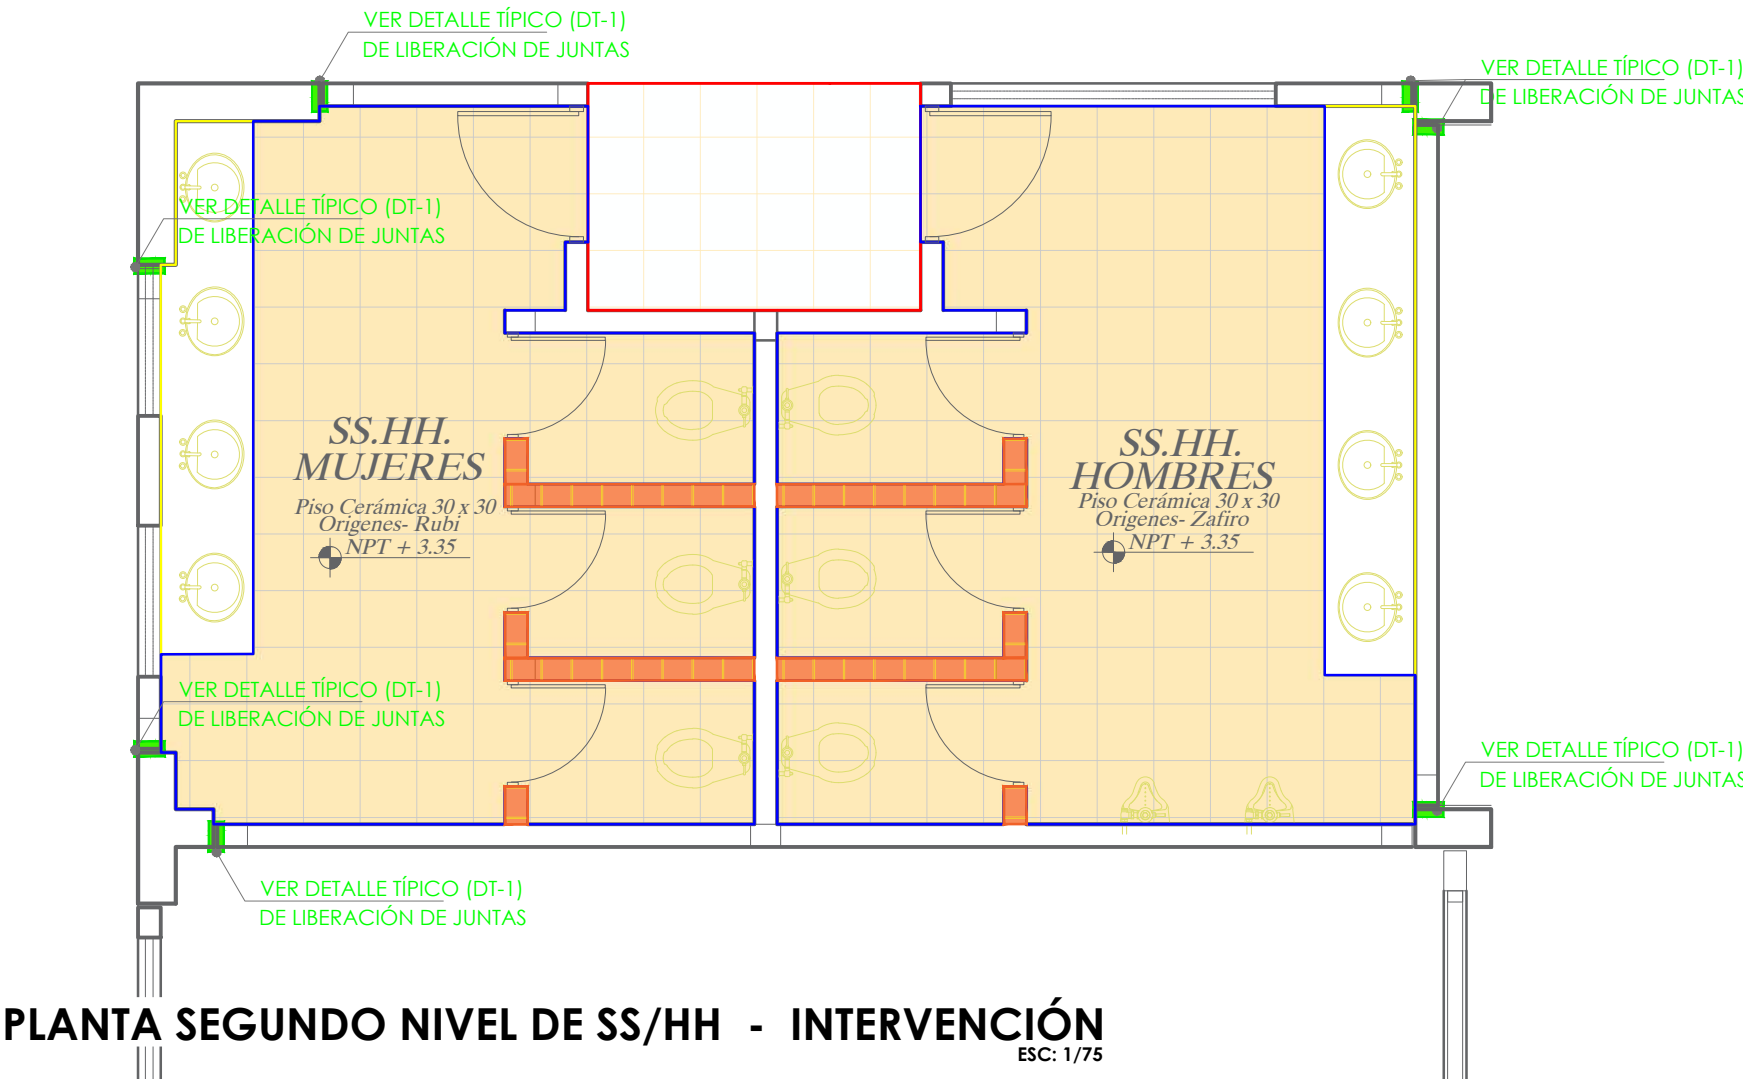 VER DETALLE TÍPICO (DT-1)
DE LIBERACIÓN DE JUNTAS
VER DETALLE TÍPICO (DT-1)
DE LIBERACIÓN DE JUNTAS
VER DETALLE TÍPICO (DT-1)
DE LIBERACIÓN DE JUNTAS
SS.HH.
MUJERES
Piso Cerámica 30 x 30
Origenes- Rubi
NPT + 3.35
SS.HH.
HOMBRES
Piso Cerámica 30 x 30
Origenes- Zafiro
NPT + 3.35
VER DETALLE TÍPICO (DT-1)
DE LIBERACIÓN DE JUNTAS
VER DETALLE TÍPICO (DT-1)
DE LIBERACIÓN DE JUNTAS
VER DETALLE TÍPICO (DT-1)
DE LIBERACIÓN DE JUNTAS
PLANTA SEGUNDO NIVEL DE SS/HH - INTERVENCIÓN
ESC: 1/75